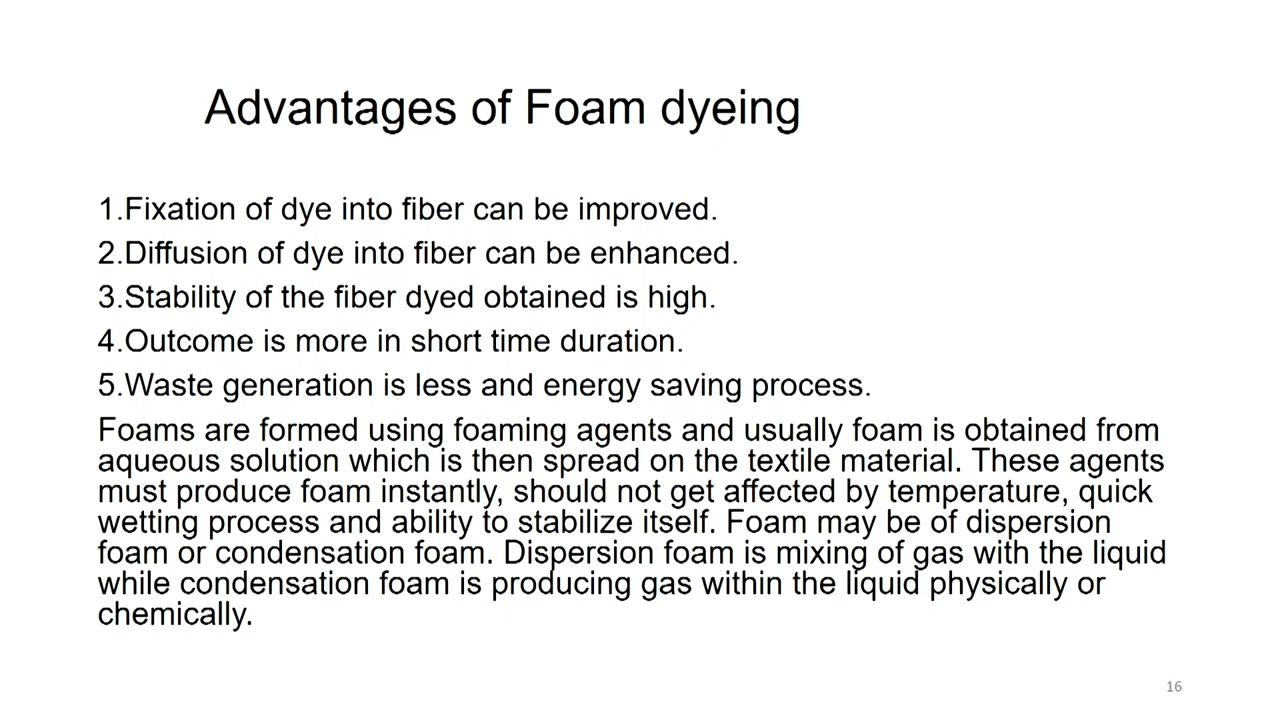 Advantages of Foam dyeing
1.Fixation of dye into fiber can be improved.
2.Diffusion of dye into fiber can be enhanced.
3.Stability of the fiber dyed obtained is high.
4.Outcome is more in short time duration.
5.Waste generation is less and energy saving process.
Foams are formed using foaming agents and usually foam is obtained from
aqueous solution which is then spread on the textile material. These agents
must produce foam instantly, should not get affected by temperature, quick
wetting process and ability to stabilize itself. Foam may be of dispersion
foam or condensation foam. Dispersion foam is mixing of gas with the liquid
while condensation foam is producing gas within the liquid physically or
chemically.
16